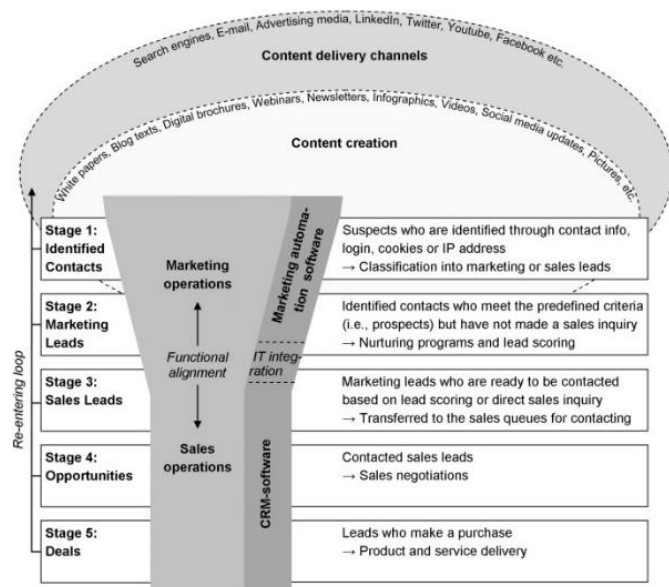 Search engines, E-mail, Advertising media, LinkedIn, Twitter, Youtube, Facebook etc.
Content delivery channels
White papers, Blog texts, Digital brochures, Webinars, Newsletters, Infographics, Videos, Social media updates, Pictures, etc.
Content creation
Re-entering loop
Stage 1:
Identified
Contacts
Marketing
operations
Marketing automa-
tion software
Suspects who are identified through contact info,
login, cookies or IP address
→ Classification into marketing or sales leads
Stage 2:
Marketing
Leads
Identified contacts who meet the predefined criteria
(i.e., prospects) but have not made a sales inquiry
→ Nurturing programs and lead scoring
Functional
alignment
IT integ-
ration
Stage 3:
Sales Leads
Marketing leads who are ready to be contacted
based on lead scoring or direct sales inquiry
→ Transferred to the sales queues for contacting
Sales
operations
CRM-software
Stage 4:
Opportunities
Contacted sales leads
→ Sales negotiations
Stage 5:
Deals
Leads who make a purchase
→ Product and service delivery